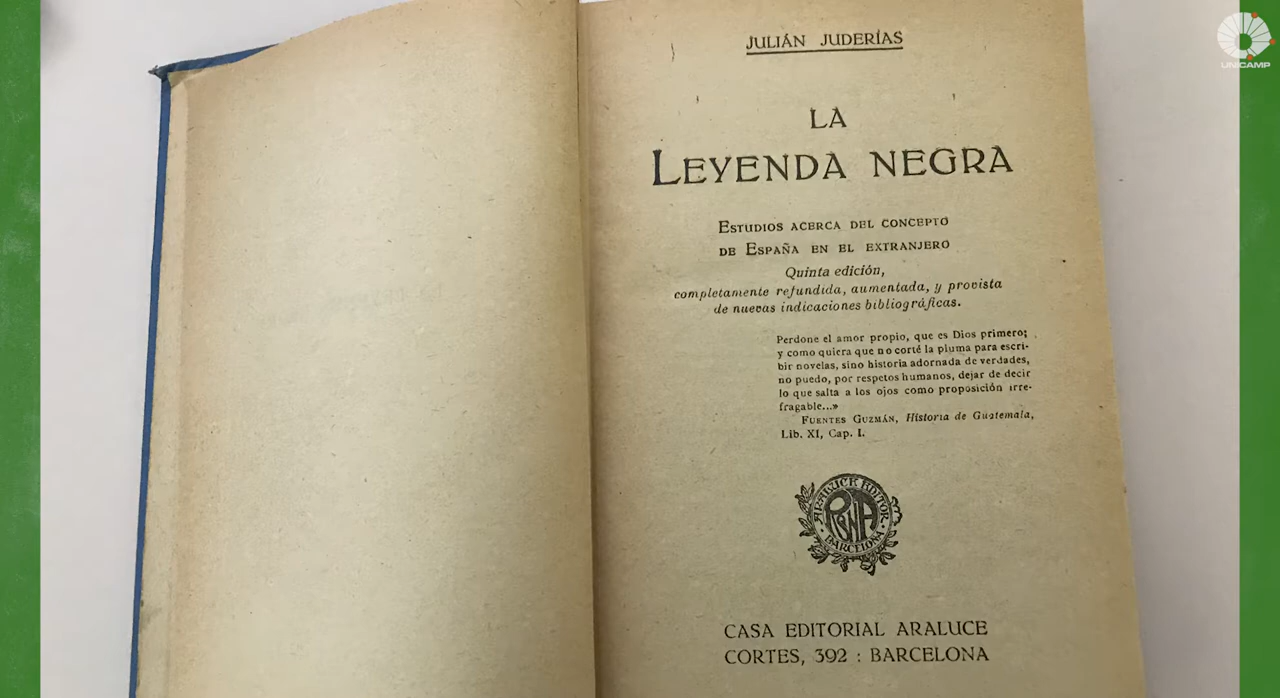 JULIÁN JUDERÍAS
LA
LEYENDA NEGRA
ESTUDIOS ACERCA DEL CONCEPTO
DE ESPAÑA EN EL EXTRANJERO
Quinta edición,
completamente refundida, aumentada, y provista
de nuevas indicaciones bibliográficas.
Perdone el amor propio, que es Dios primero;
y como quiera que no corté la pluma para escri-
bir novelas, sino historia adornada de verdades,
no puedo, por respetos humanos, dejar de decir
lo que salta a los ojos como proposición irre-
fragable...»
FUENTES GUZMÁN, Historia de Guatemala,
Lib. XI, Cap. I.
ARALUCE EDITOR
BARCELONA
CASA EDITORIAL ARALUCE
CORTES, 392 : BARCELONA
UNICAMP